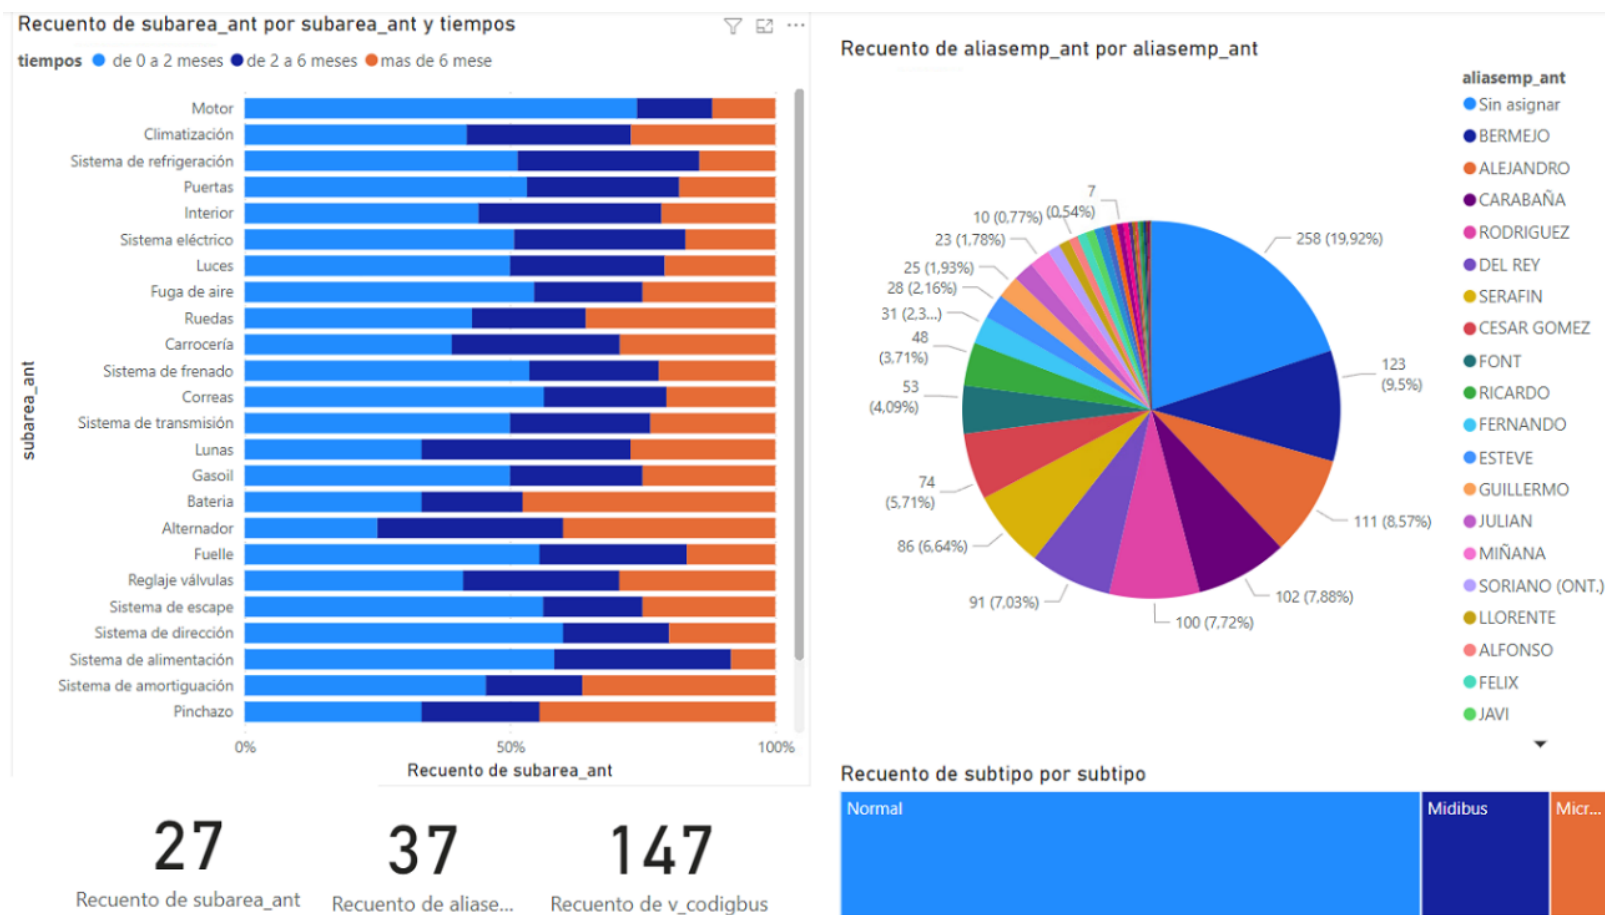 Recuento de subarea_ant por subarea_ant y tiempos
tiempos de 0 a 2 meses de 2 a 6 meses mas de 6 mese
subarea_ant
Motor
Climatización
Sistema de refrigeración
Puertas
Interior
Sistema eléctrico
Luces
Fuga de aire
Ruedas
Carrocería
Sistema de frenado
Correas
Sistema de transmisión
Lunas
Gasoil
Bateria
Alternador
Fuelle
Reglaje válvulas
Sistema de escape
Sistema de dirección
Sistema de alimentación
Sistema de amortiguación
Pinchazo
0% 50% 100%
Recuento de subarea_ant
27
Recuento de subarea_ant
37
Recuento de aliase...
147
Recuento de v_codigbus
Recuento de aliasemp_ant por aliasemp_ant
258 (19,92%)
123
(9.5%)
111 (8.57%)
102 (7,88%)
100 (7,72%)
91 (7,03%)
86 (6,64%)
74
(5,71%)
53
(4,09%)
48
(3,71%)
31 (2,3...)
28 (2,16%)
25 (1,93%)
23 (1,78%)
10 (0,77%)
7
(0,54%)
aliasemp_ant
Sin asignar
BERMEJO
ALEJANDRO
CARABAÑA
RODRIGUEZ
DEL REY
SERAFIN
CESAR GOMEZ
FONT
RICARDO
FERNANDO
ESTEVE
GUILLERMO
JULIAN
MIÑANA
SORIANO (ONT.)
LLORENTE
ALFONSO
FELIX
JAVI
Recuento de subtipo por subtipo
Normal
Midibus
Micr...